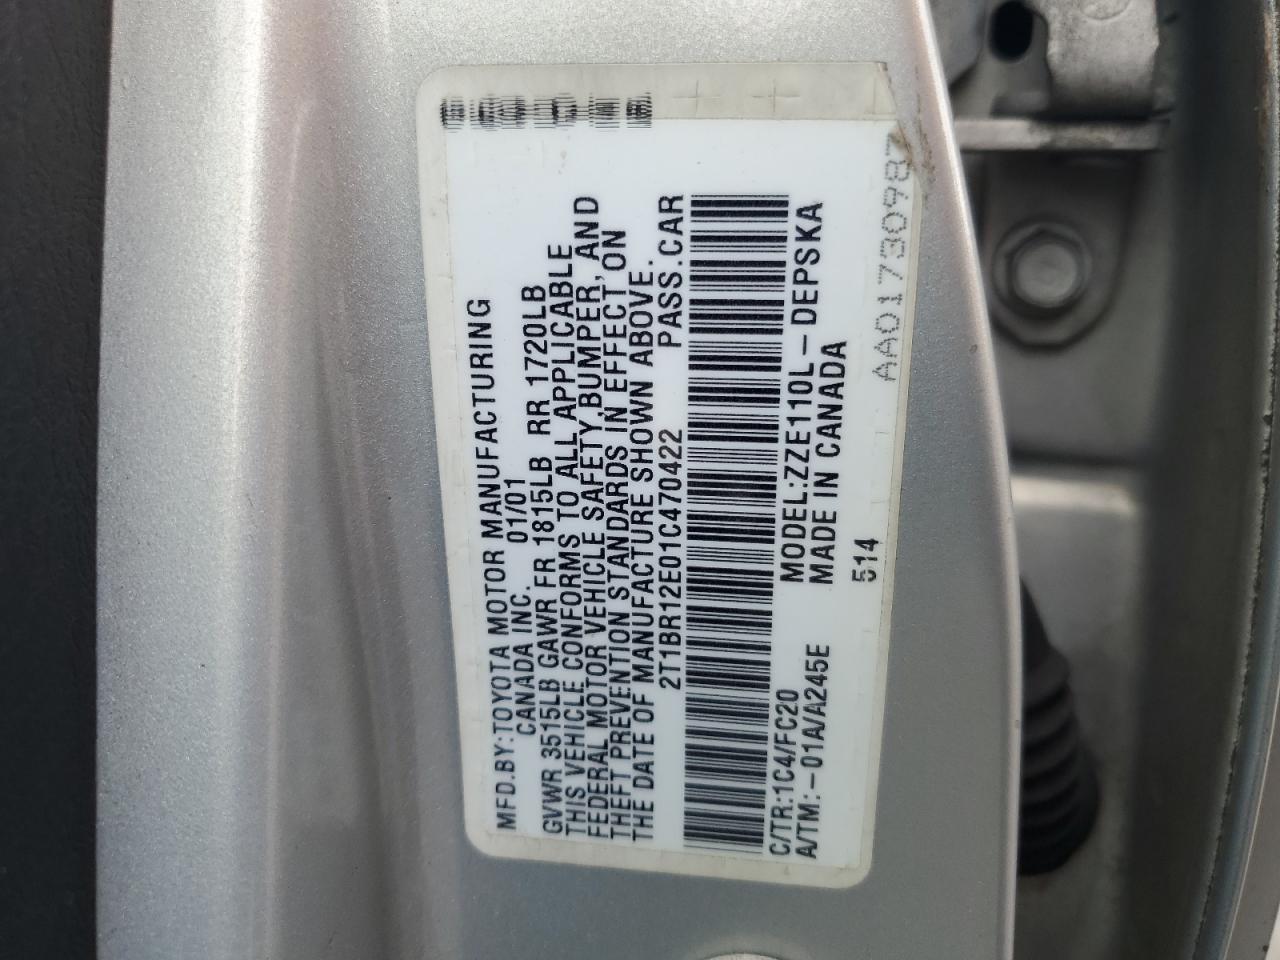 MFD.BY:TOYOTA MOTOR MANUFACTURING
CANADA INC. 01/01
GVWR 3515LB GAWR FR 1815LB RR 1720LB
THIS VEHICLE CONFORMS TO ALL APPLICABLE
FEDERAL MOTOR VEHICLE SAFETY,BUMPER, AND
THEFT PREVENTION STANDARDS IN EFFECT ON
THE DATE OF MANUFACTURE SHOWN ABOVE.
2T1BR12E01C470422 PASS.CAR
C/TR:1C4/FC20 MODEL:ZZE110L-DEPSKA
A/TM:-01A/A245E MADE IN CANADA
514
AA01730987